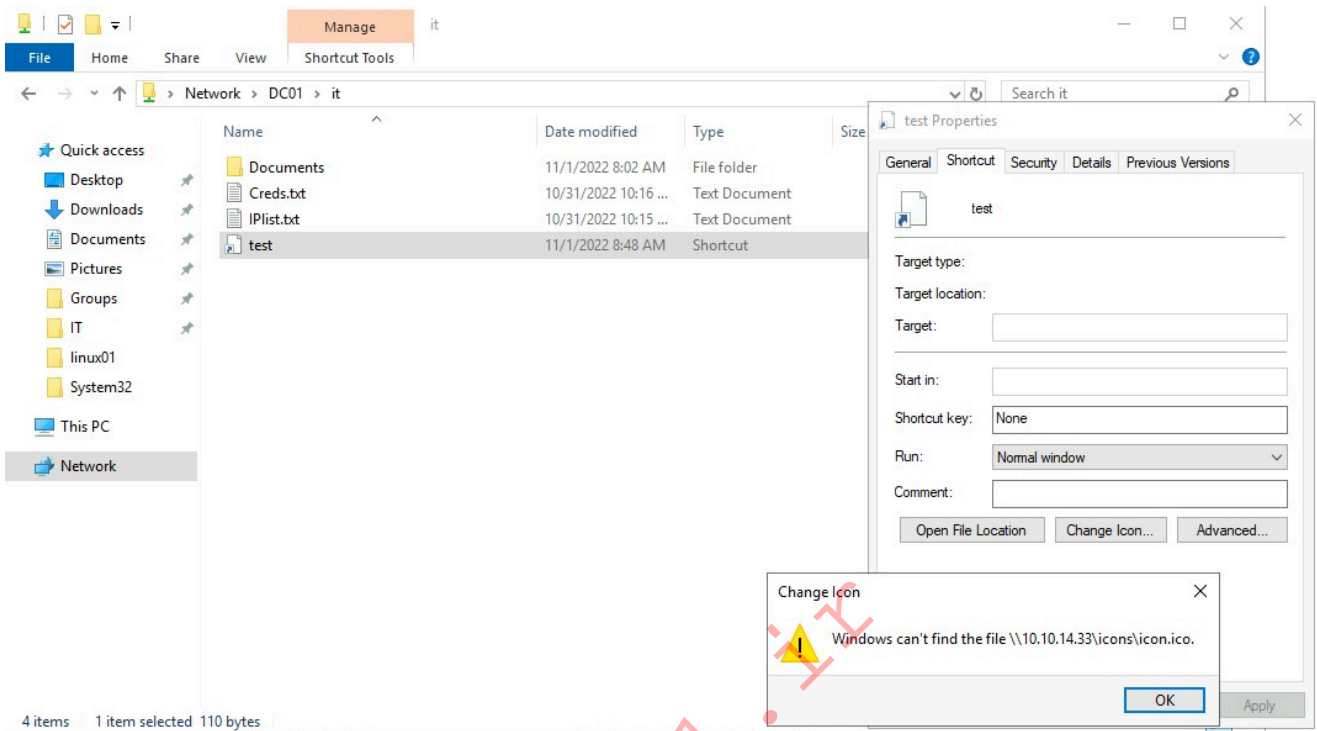 Manage
it
File
Home
Share
View
Shortcut Tools
Network > DC01 > it
Search it
Name
Date modified
Type
Size
Quick access
Desktop
Downloads
Documents
Pictures
Groups
IT
linux01
System32
This PC
Network
Documents 11/1/2022 8:02 AM File folder
Creds.txt 10/31/2022 10:16 ... Text Document
IPlist.txt 10/31/2022 10:15 ... Text Document
test 11/1/2022 8:48 AM Shortcut
test Properties
General Shortcut Security Details Previous Versions
test
Target type:
Target location:
Target:
Start in:
Shortcut key: None
Run: Normal window
Comment:
Open File Location Change Icon... Advanced...
Change Icon
Windows can't find the file \\10.10.14.33\icons\icon.ico.
OK
Apply
4 items 1 item selected 110 bytes
.ir